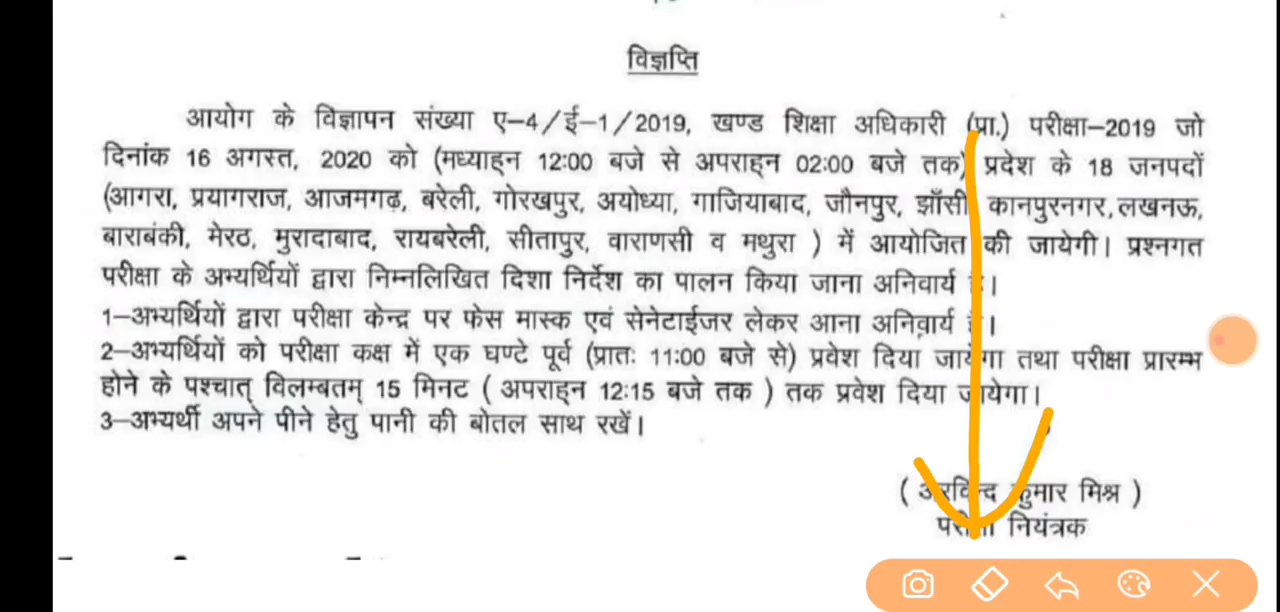 विज्ञप्ति
आयोग के विज्ञापन संख्या ए–4/ई–1/2019, खण्ड शिक्षा अधिकारी (प्रा.) परीक्षा–2019 जो
दिनांक 16 अगस्त, 2020 को (मध्याह्न 12:00 बजे से अपराह्न 02:00 बजे तक) प्रदेश के 18 जनपदों
(आगरा, प्रयागराज, आजमगढ़, बरेली, गोरखपुर, अयोध्या, गाजियाबाद, जौनपुर, झाँसी कानपुरनगर, लखनऊ,
बाराबंकी, मेरठ, मुरादाबाद, रायबरेली, सीतापुर, वाराणसी व मथुरा ) में आयोजित की जायेगी। प्रश्नगत
परीक्षा के अभ्यर्थियों द्वारा निम्नलिखित दिशा निर्देश का पालन किया जाना अनिवार्य है।
1–अभ्यर्थियों द्वारा परीक्षा केन्द्र पर फेस मास्क एवं सेनेटाईजर लेकर आना अनिवार्य है।
2–अभ्यर्थियों को परीक्षा कक्ष में एक घण्टे पूर्व (प्रातः 11:00 बजे से) प्रवेश दिया जायेगा तथा परीक्षा प्रारम्भ
होने के पश्चात् विलम्बतम् 15 मिनट ( अपराह्न 12:15 बजे तक ) तक प्रवेश दिया जायेगा।
3–अभ्यर्थी अपने पीने हेतु पानी की बोतल साथ रखें।
( अरविन्द कुमार मिश्र )
परीक्षा नियंत्रक